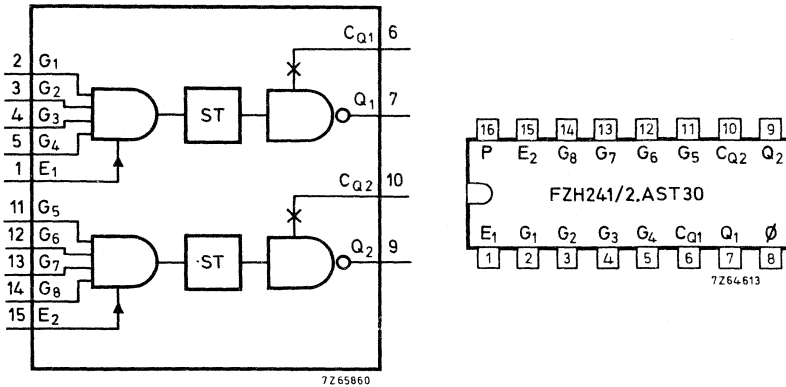 CQ1 6
2 G1
3 G2
Q1 7
4 G3
ST
5 G4
1 E1
CQ2 10
11 G5
12 G6
Q2 9
13 G7
ST
14 G8
15 E2
7Z65860
16 15 14 13 12 11 10 9
P E2 G8 G7 G6 G5 CQ2 Q2
FZH241/2.AST30
E1 G1 G2 G3 G4 CQ1 Q1 Ø
1 2 3 4 5 6 7 8
7Z64613